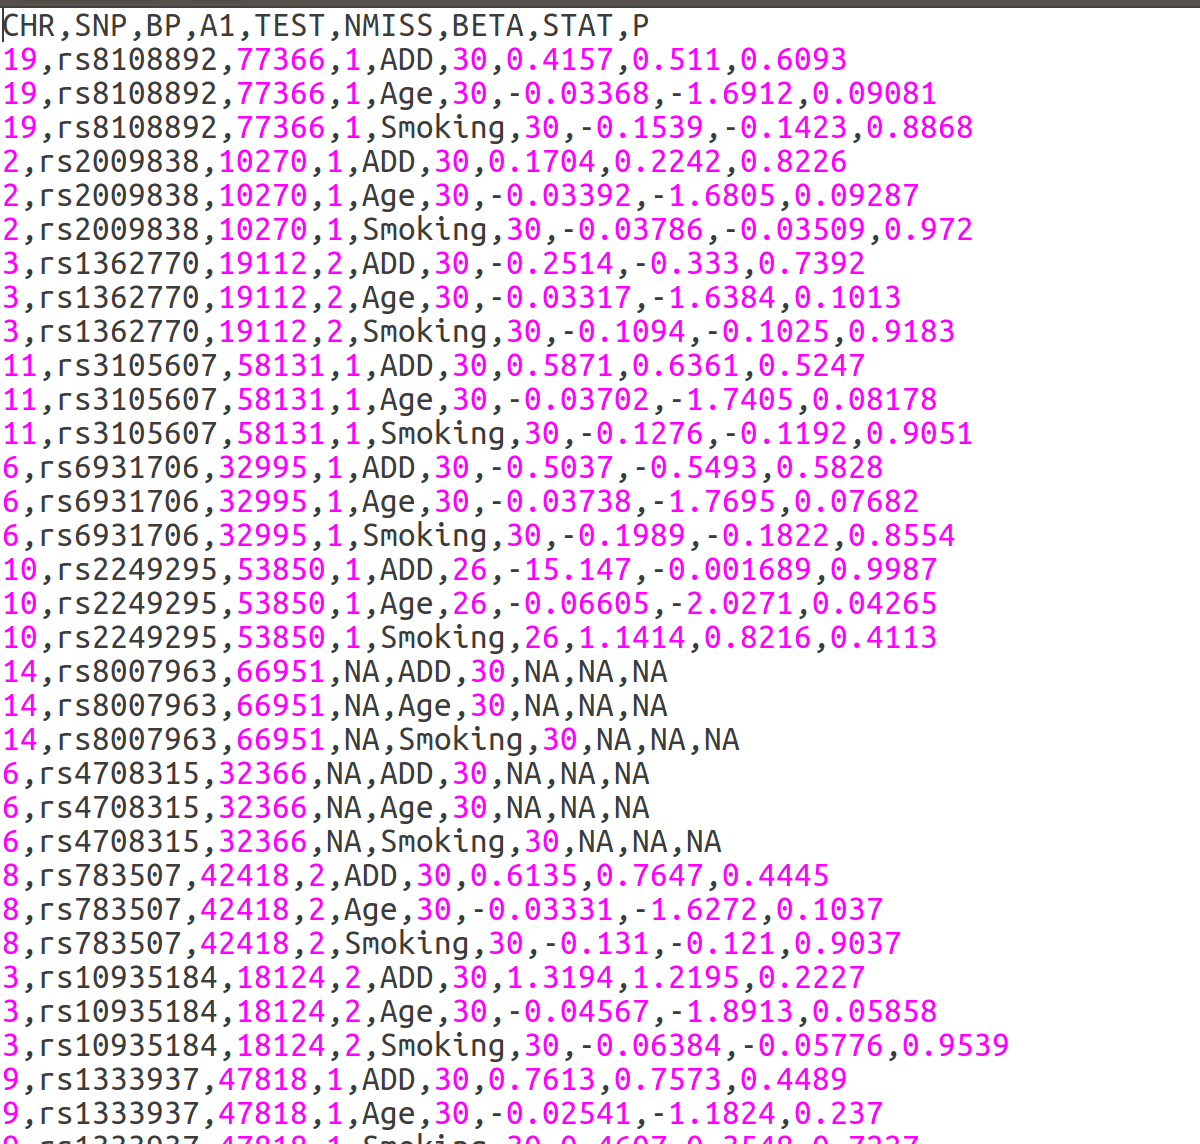 CHR,SNP,BP,A1,TEST,NMISS,BETA,STAT,P
19,rs8108892,77366,1,ADD,30,0.4157,0.511,0.6093
19,rs8108892,77366,1,Age,30,-0.03368,-1.6912,0.09081
19,rs8108892,77366,1,Smoking,30,-0.1539,-0.1423,0.8868
2,rs2009838,10270,1,ADD,30,0.1704,0.2242,0.8226
2,rs2009838,10270,1,Age,30,-0.03392,-1.6805,0.09287
2,rs2009838,10270,1,Smoking,30,-0.03786,-0.03509,0.972
3,rs1362770,19112,2,ADD,30,-0.2514,-0.333,0.7392
3,rs1362770,19112,2,Age,30,-0.03317,-1.6384,0.1013
3,rs1362770,19112,2,Smoking,30,-0.1094,-0.1025,0.9183
11,rs3105607,58131,1,ADD,30,0.5871,0.6361,0.5247
11,rs3105607,58131,1,Age,30,-0.03702,-1.7405,0.08178
11,rs3105607,58131,1,Smoking,30,-0.1276,-0.1192,0.9051
6,rs6931706,32995,1,ADD,30,-0.5037,-0.5493,0.5828
6,rs6931706,32995,1,Age,30,-0.03738,-1.7695,0.07682
6,rs6931706,32995,1,Smoking,30,-0.1989,-0.1822,0.8554
10,rs2249295,53850,1,ADD,26,-15.147,-0.001689,0.9987
10,rs2249295,53850,1,Age,26,-0.06605,-2.0271,0.04265
10,rs2249295,53850,1,Smoking,26,1.1414,0.8216,0.4113
14,rs8007963,66951,NA,ADD,30,NA,NA,NA
14,rs8007963,66951,NA,Age,30,NA,NA,NA
14,rs8007963,66951,NA,Smoking,30,NA,NA,NA
6,rs4708315,32366,NA,ADD,30,NA,NA,NA
6,rs4708315,32366,NA,Age,30,NA,NA,NA
6,rs4708315,32366,NA,Smoking,30,NA,NA,NA
8,rs783507,42418,2,ADD,30,0.6135,0.7647,0.4445
8,rs783507,42418,2,Age,30,-0.03331,-1.6272,0.1037
8,rs783507,42418,2,Smoking,30,-0.131,-0.121,0.9037
3,rs10935184,18124,2,ADD,30,1.3194,1.2195,0.2227
3,rs10935184,18124,2,Age,30,-0.04567,-1.8913,0.05858
3,rs10935184,18124,2,Smoking,30,-0.06384,-0.05776,0.9539
9,rs1333937,47818,1,ADD,30,0.7613,0.7573,0.4489
9,rs1333937,47818,1,Age,30,-0.02541,-1.1824,0.237